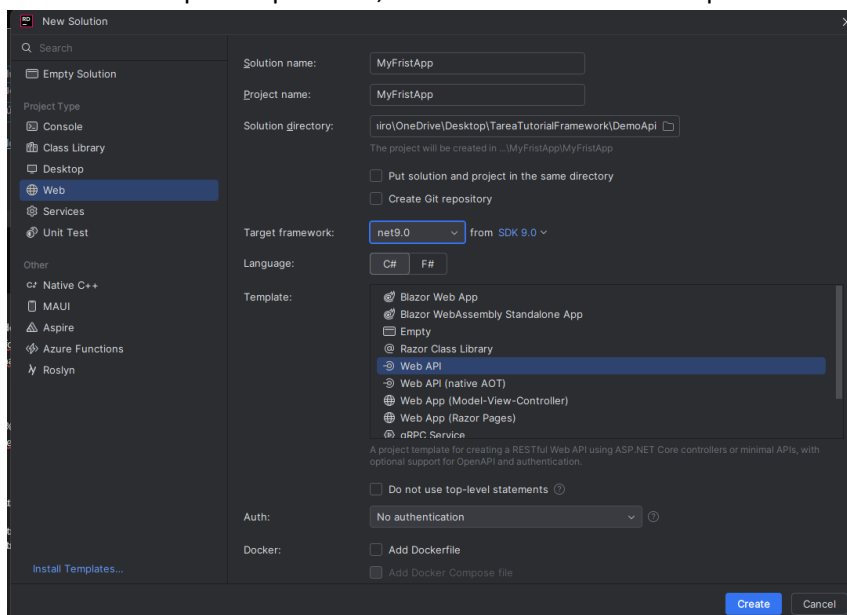 New Solution
Search
Empty Solution
Project Type
Console
Class Library
Desktop
Web
Services
Unit Test
Other
Native C++
MAUI
Aspire
Azure Functions
Roslyn
Install Templates...
Solution name: MyFristApp
Project name: MyFristApp
Solution directory: iro\OneDrive\Desktop\TareaTutorialFramework\DemoApi
The project will be created in ...\MyFristApp\MyFristApp
Put solution and project in the same directory
Create Git repository
Target framework: net9.0 from SDK 9.0
Language: C# F#
Template:
Blazor Web App
Blazor WebAssembly Standalone App
Empty
Razor Class Library
Web API
Web API (native AOT)
Web App (Model-View-Controller)
Web App (Razor Pages)
gRPC Service
A project template for creating a RESTful Web API using ASP.NET Core controllers or minimal APIs, with
optional support for OpenAPI and authentication.
Do not use top-level statements
Auth: No authentication
Docker: Add Dockerfile
Add Docker Compose file
Create Cancel